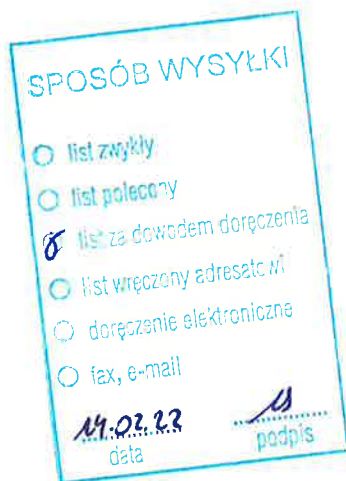 SPOSÓB WYSYŁKI
list zwykły
list polecony
list za dowodem doręczenia
list wręczony adresatowi
doręczenie elektroniczne
fax, e-mail
14.02.22
data podpis